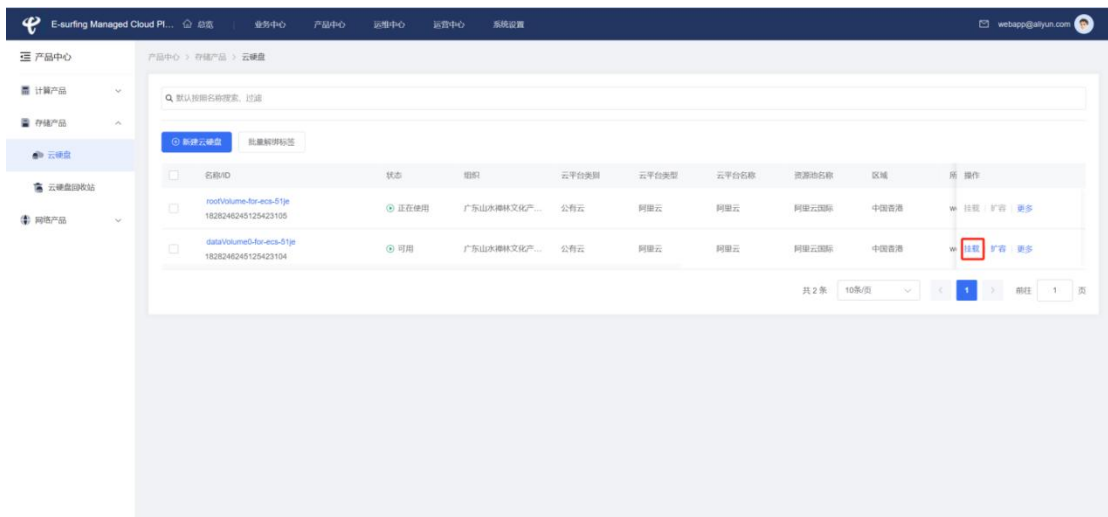 E-surfing Managed Cloud Pl... 总览 业务中心 产品中心 运维中心 运营中心 系统设置 webapp@aliyun.com
产品中心
产品中心 > 存储产品 > 云硬盘
计算产品
默认按照名称搜索、过滤
存储产品
新建云硬盘 批量解绑标签
云硬盘
名称/ID 状态 组织 云平台类别 云平台类型 云平台名称 资源池名称 区域 所 操作
云硬盘回收站
rootVolume-for-ecs-51je
1828246245125423105 正在使用 广东山水禅林文化产... 公有云 阿里云 阿里云 阿里云国际 中国香港 w 挂载 扩容 更多
网络产品
dataVolume0-for-ecs-51je
1828246245125423104 可用 广东山水禅林文化产... 公有云 阿里云 阿里云 阿里云国际 中国香港 w 挂载 扩容 更多
共 2 条 10条/页 < 1 > 前往 1 页